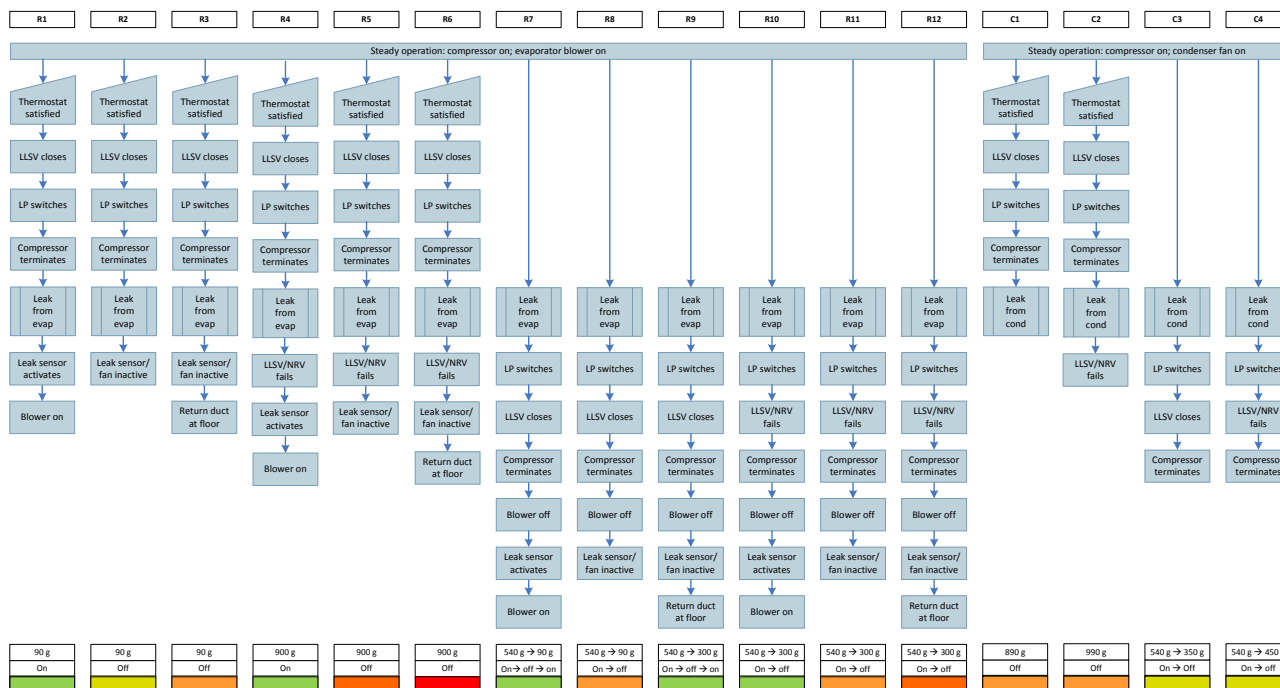 R1
R2
R3
R4
R5
R6
R7
R8
R9
R10
R11
R12
C1
C2
C3
C4
Steady operation: compressor on; evaporator blower on
Steady operation: compressor on; condenser fan on
Thermostat
satisfied
LLSV closes
LP switches
Compressor
terminates
Leak
from
evap
Leak sensor
activates
Blower on
Thermostat
satisfied
LLSV closes
LP switches
Compressor
terminates
Leak
from
evap
Leak sensor/
fan inactive
Thermostat
satisfied
LLSV closes
LP switches
Compressor
terminates
Leak
from
evap
Leak sensor/
fan inactive
Return duct
at floor
Thermostat
satisfied
LLSV closes
LP switches
Compressor
terminates
Leak
from
evap
LLSV/NRV
fails
Leak sensor
activates
Blower on
Thermostat
satisfied
LLSV closes
LP switches
Compressor
terminates
Leak
from
evap
LLSV/NRV
fails
Leak sensor/
fan inactive
Thermostat
satisfied
LLSV closes
LP switches
Compressor
terminates
Leak
from
evap
LLSV/NRV
fails
Leak sensor/
fan inactive
Return duct
at floor
Leak
from
evap
LP switches
LLSV closes
Compressor
terminates
Blower off
Leak sensor
activates
Blower on
Leak
from
evap
LP switches
LLSV closes
Compressor
terminates
Blower off
Leak sensor/
fan inactive
Leak
from
evap
LP switches
LLSV closes
Compressor
terminates
Blower off
Leak sensor/
fan inactive
Return duct
at floor
Leak
from
evap
LP switches
LLSV/NRV
fails
Compressor
terminates
Blower off
Leak sensor
activates
Blower on
Leak
from
evap
LP switches
LLSV/NRV
fails
Compressor
terminates
Blower off
Leak sensor/
fan inactive
Leak
from
evap
LP switches
LLSV/NRV
fails
Compressor
terminates
Blower off
Leak sensor/
fan inactive
Return duct
at floor
Thermostat
satisfied
LLSV closes
LP switches
Compressor
terminates
Leak
from
cond
Thermostat
satisfied
LLSV closes
LP switches
Compressor
terminates
Leak
from
cond
LLSV/NRV
fails
Leak
from
cond
LP switches
LLSV closes
Compressor
terminates
Leak
from
cond
LP switches
LLSV/NRV
fails
Compressor
terminates
90 g
90 g
90 g
900 g
900 g
900 g
540 g → 90 g
540 g → 90 g
540 g → 300 g
540 g → 300 g
540 g → 300 g
540 g → 300 g
890 g
990 g
540 g → 350 g
540 g → 450
On
Off
Off
On
Off
Off
On → off → on
On → off
On → off → on
On → off
On → off
On → off
Off
Off
On → Off
On → off